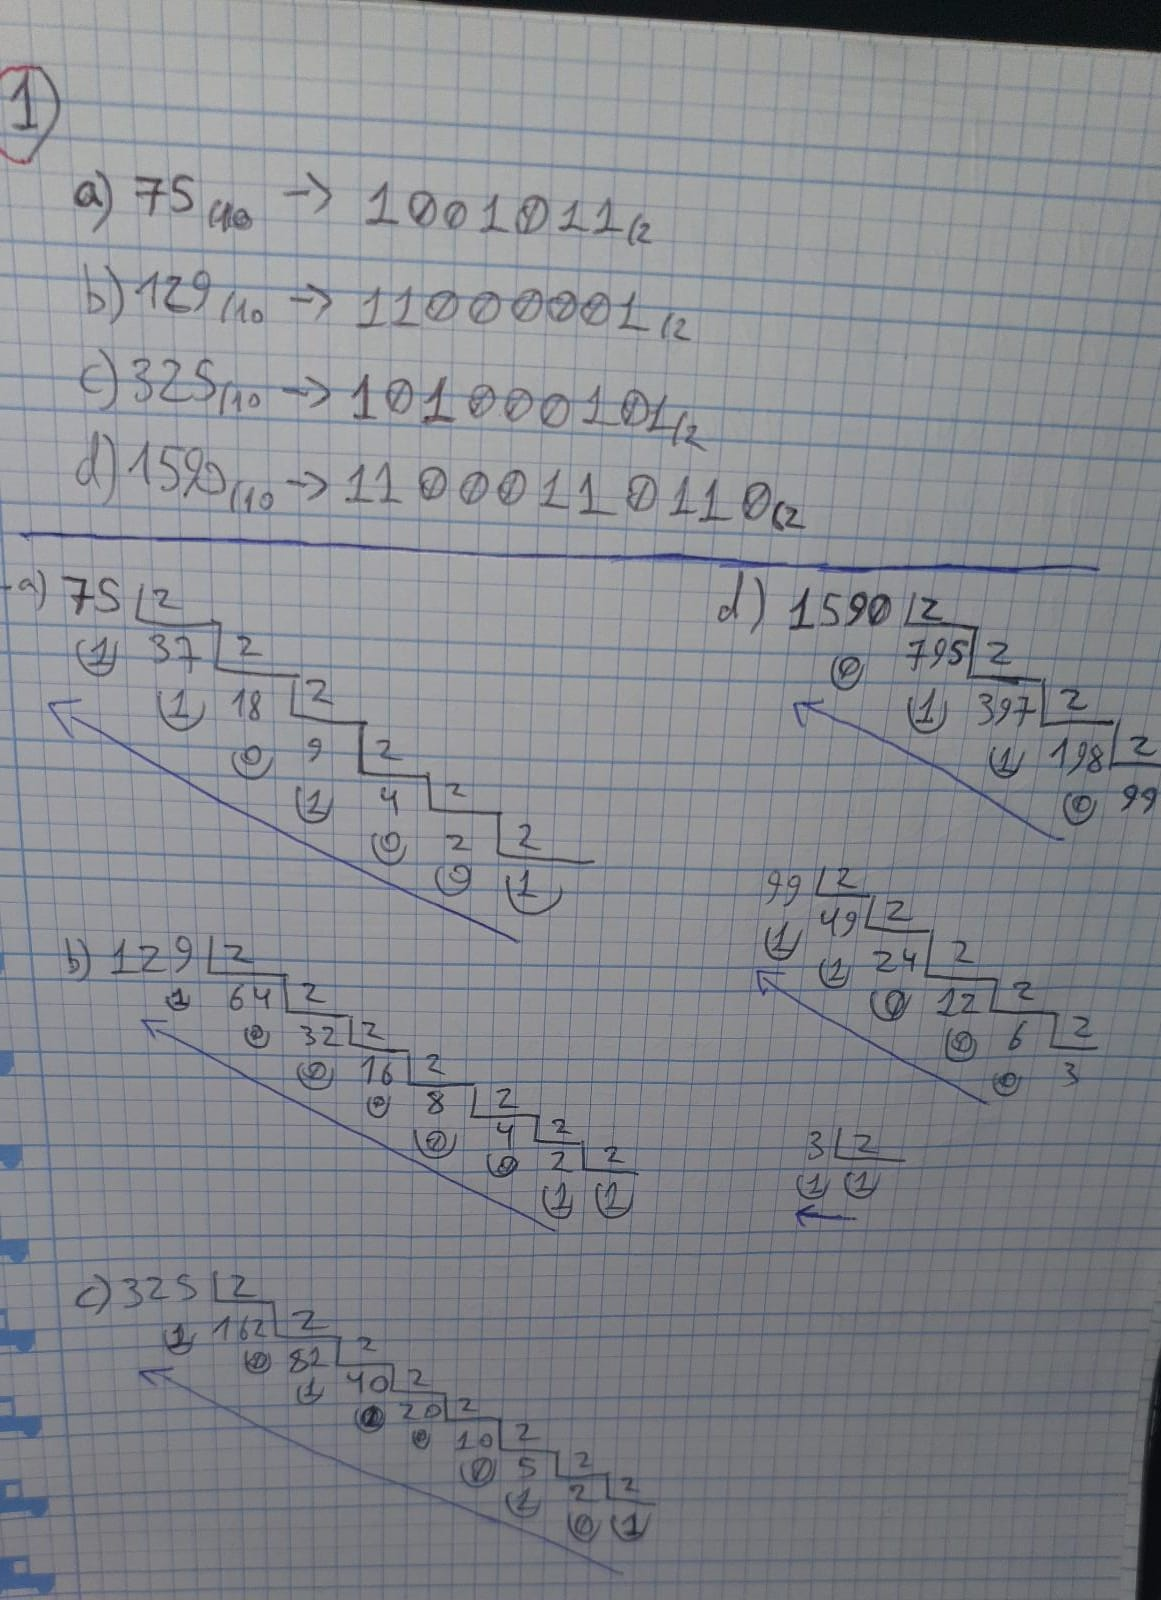 1)
a) 75(10 -> 1001011(2
b) 129(10 -> 11000001(2
c) 325(10 -> 101000101(2
d) 1590(10 -> 11000110110(2
a) 75 2
1 37 2
1 18 2
0 9 2
1 4 2
0 2 2
0 1
b) 129 2
1 64 2
0 32 2
0 16 2
0 8 2
0 4 2
0 2 2
1 1
c) 325 2
1 162 2
0 81 2
1 40 2
0 20 2
0 10 2
0 5 2
1 2 2
0 1
d) 1590 2
0 795 2
1 397 2
1 198 2
0 99
99 2
1 49 2
1 24 2
0 12 2
0 6 2
0 3
3 2
1 1